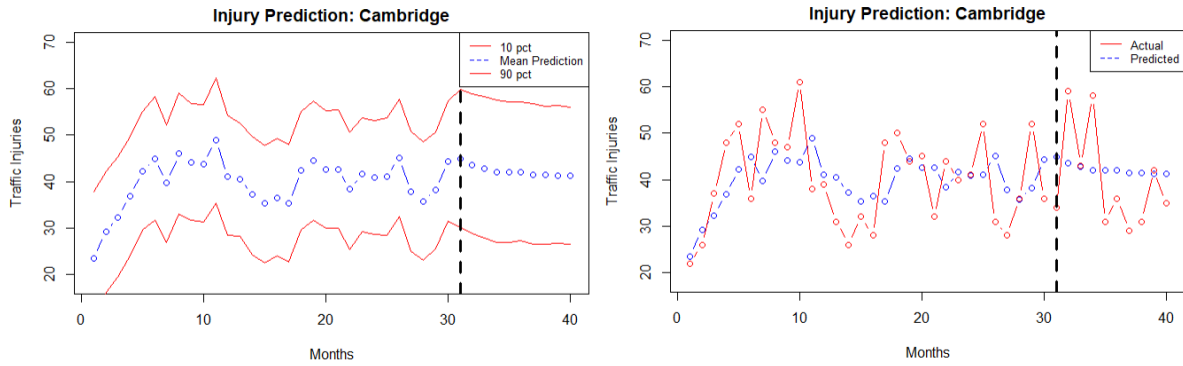 Injury Prediction: Cambridge
70
60
50
40
30
20
Traffic Injuries
10 pct
Mean Prediction
90 pct
0
10
20
30
40
Months
Injury Prediction: Cambridge
70
60
50
40
30
20
Traffic Injuries
Actual
Predicted
0
10
20
30
40
Months